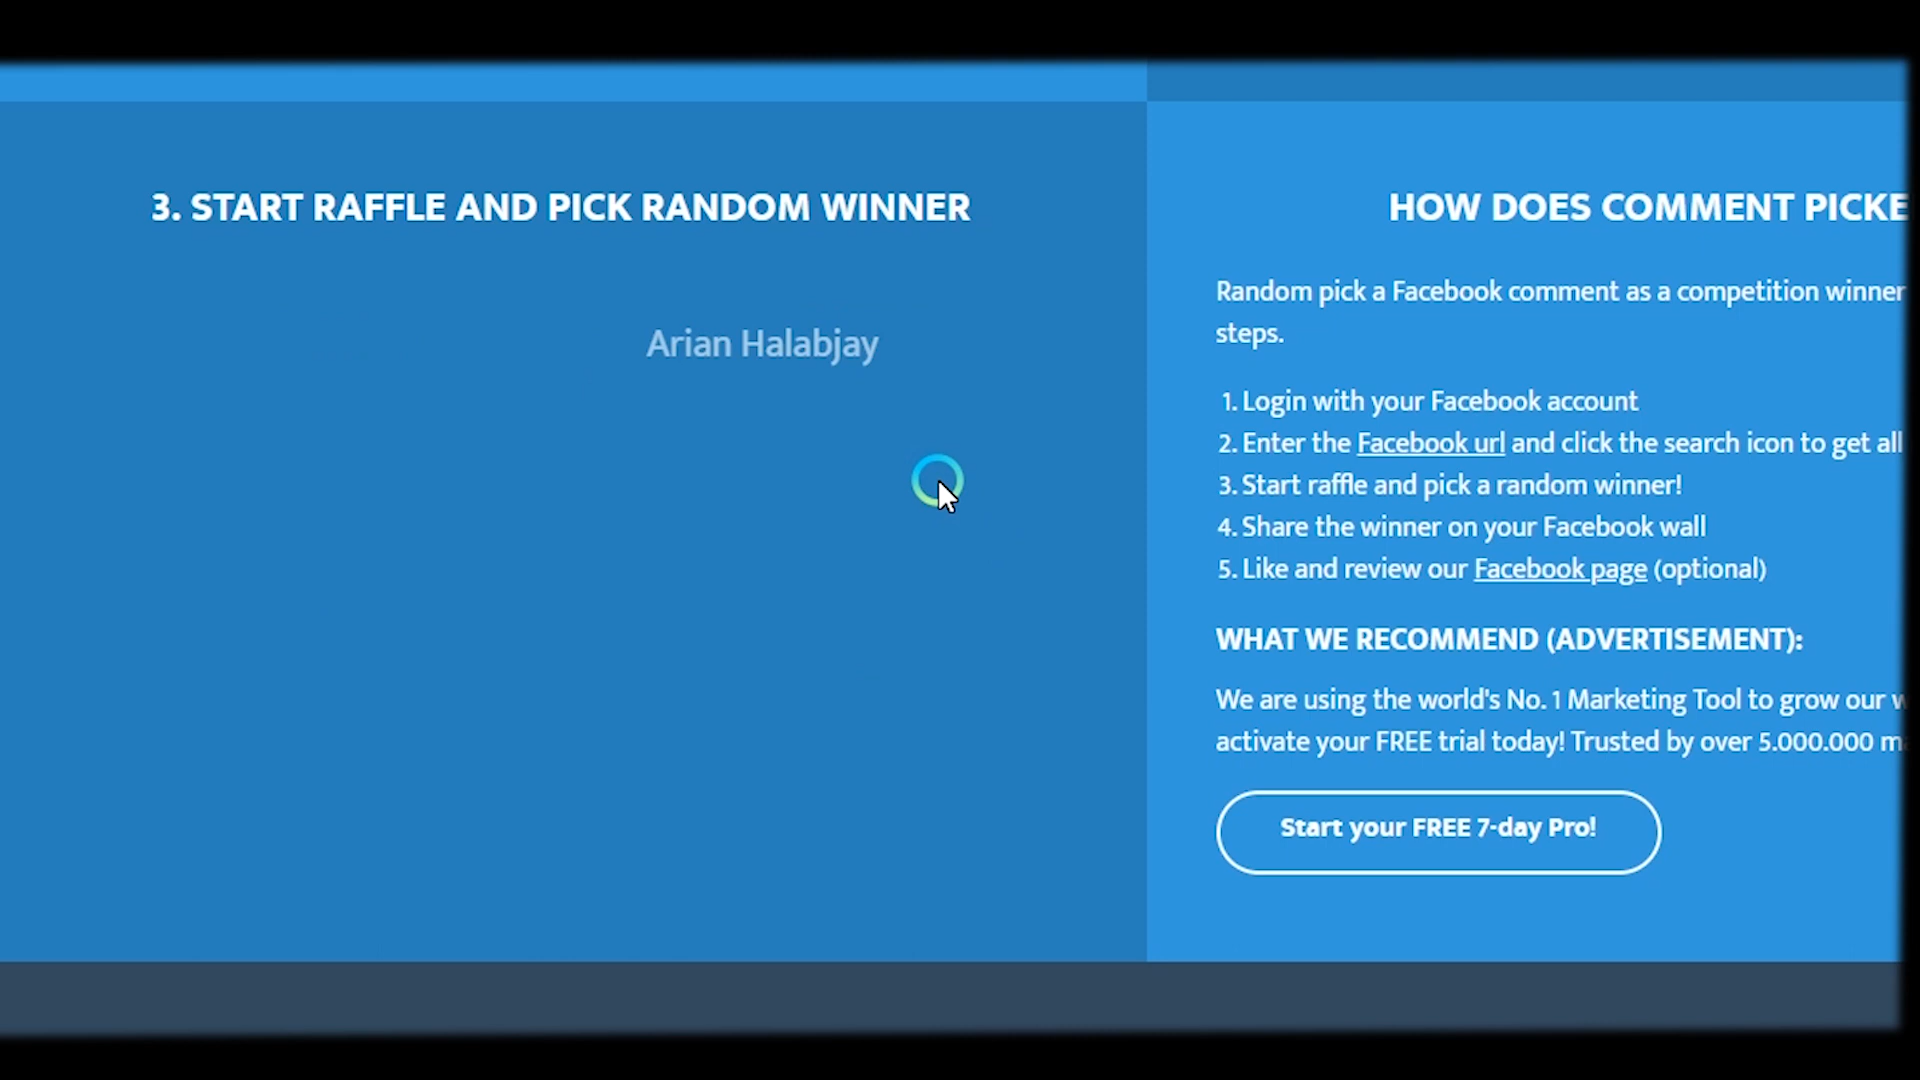 3. START RAFFLE AND PICK RANDOM WINNER
Arian Halabjay
HOW DOES COMMENT PICKE
Random pick a Facebook comment as a competition winner
steps.
1. Login with your Facebook account
2. Enter the Facebook url and click the search icon to get all
3. Start raffle and pick a random winner!
4. Share the winner on your Facebook wall
5. Like and review our Facebook page (optional)
WHAT WE RECOMMEND (ADVERTISEMENT):
We are using the world's No. 1 Marketing Tool to grow our
activate your FREE trial today! Trusted by over 5.000.000
Start your FREE 7-day Pro!